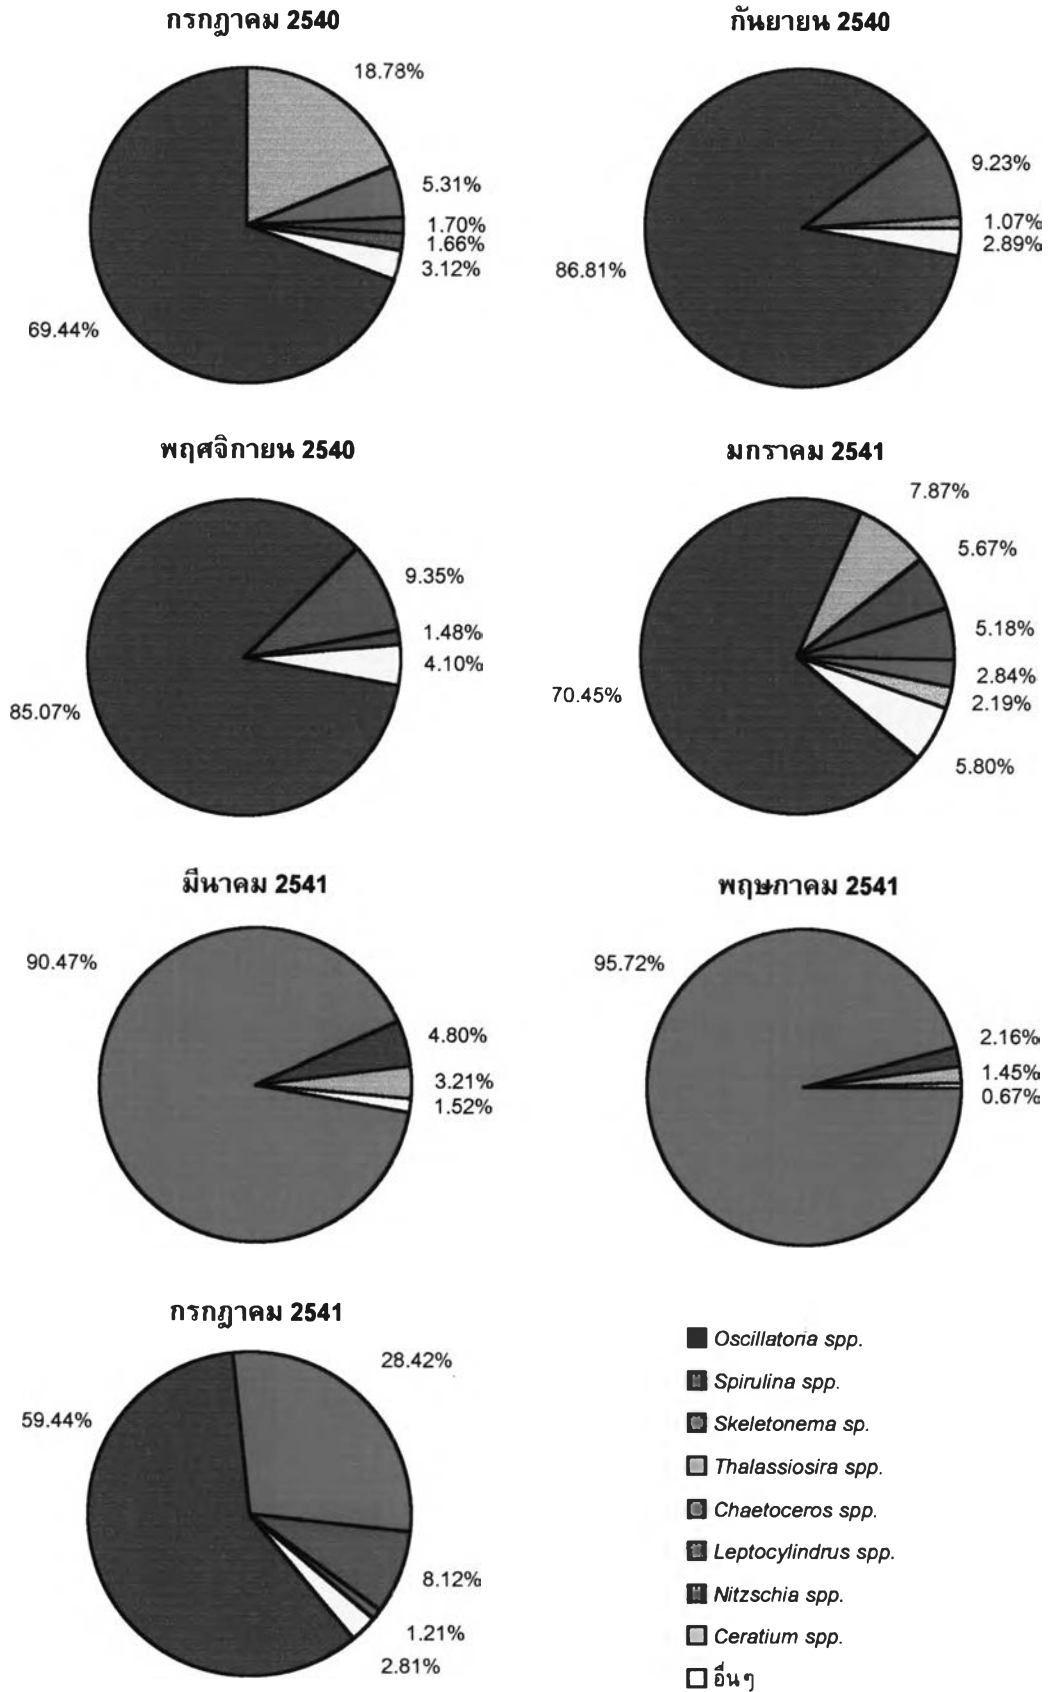 กรกฎาคม 2540
18.78%
5.31%
1.70%
1.66%
3.12%
69.44%
กันยายน 2540
9.23%
1.07%
2.89%
86.81%
พฤศจิกายน 2540
9.35%
1.48%
4.10%
85.07%
มกราคม 2541
7.87%
5.67%
5.18%
2.84%
2.19%
5.80%
70.45%
มีนาคม 2541
90.47%
4.80%
3.21%
1.52%
พฤษภาคม 2541
95.72%
2.16%
1.45%
0.67%
กรกฎาคม 2541
28.42%
59.44%
8.12%
1.21%
2.81%
Oscillatoria spp.
Spirulina spp.
Skeletonema sp.
Thalassiosira spp.
Chaetoceros spp.
Leptocylindrus spp.
Nitzschia spp.
Ceratium spp.
อื่นๆ